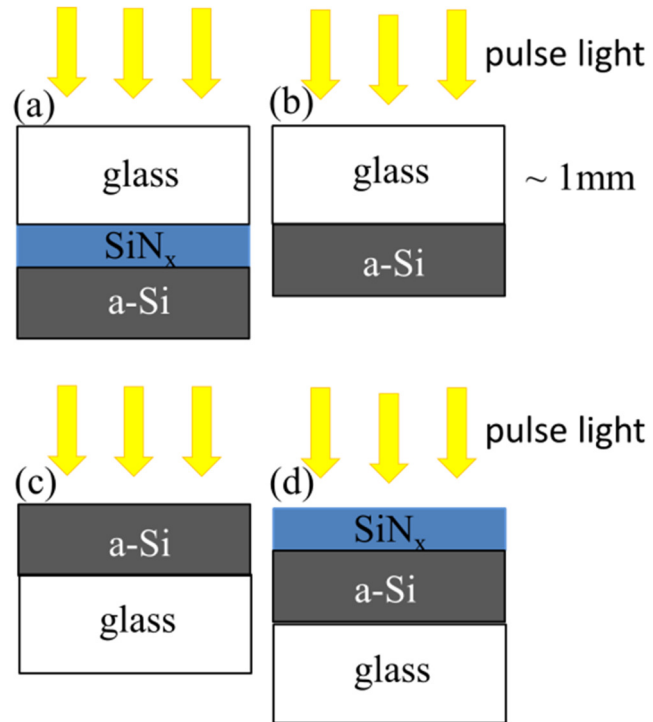 pulse light
(a)
(b)
glass
glass
~ 1mm
SiNₓ
a-Si
a-Si
pulse light
(c)
(d)
a-Si
SiNₓ
glass
a-Si
glass